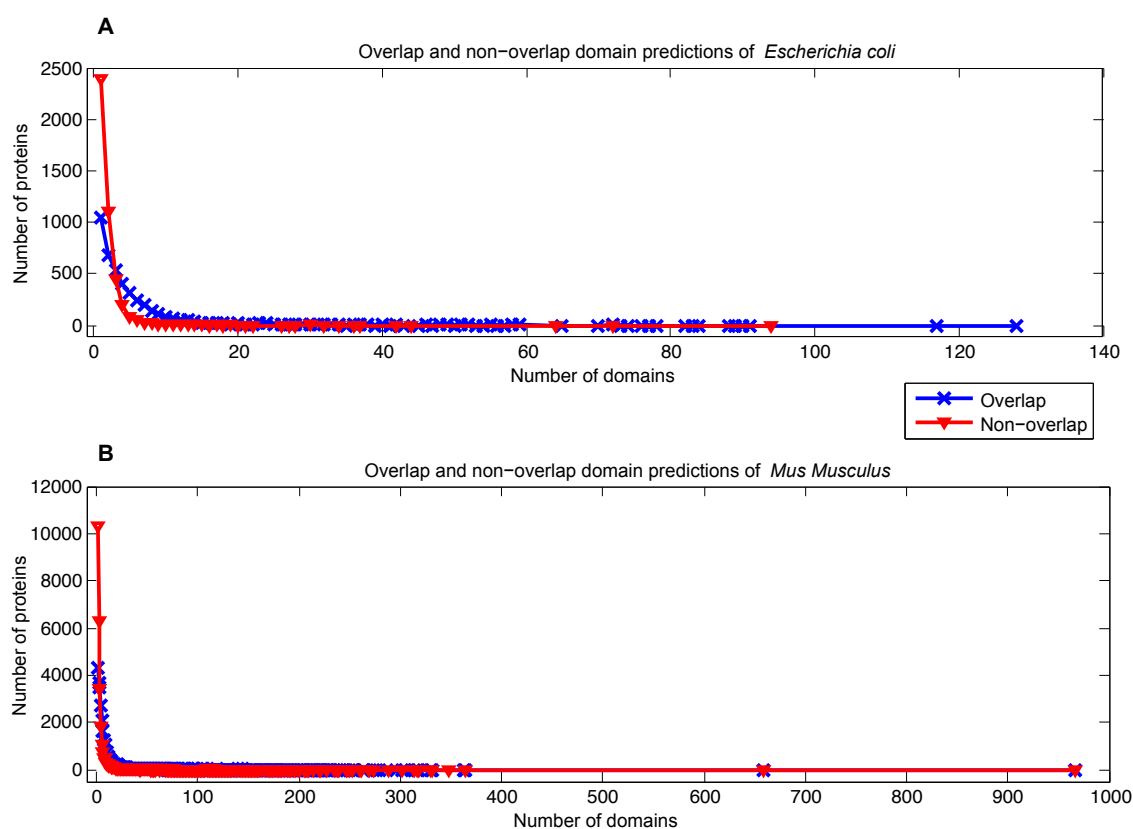 A
Overlap and non−overlap domain predictions of Escherichia coli
2500
2000
1500
1000
500
0
Number of proteins
0 20 40 60 80 100 120 140
Number of domains
Overlap
Non−overlap
B
Overlap and non−overlap domain predictions of Mus Musculus
12000
10000
8000
6000
4000
2000
0
Number of proteins
0 100 200 300 400 500 600 700 800 900 1000
Number of domains